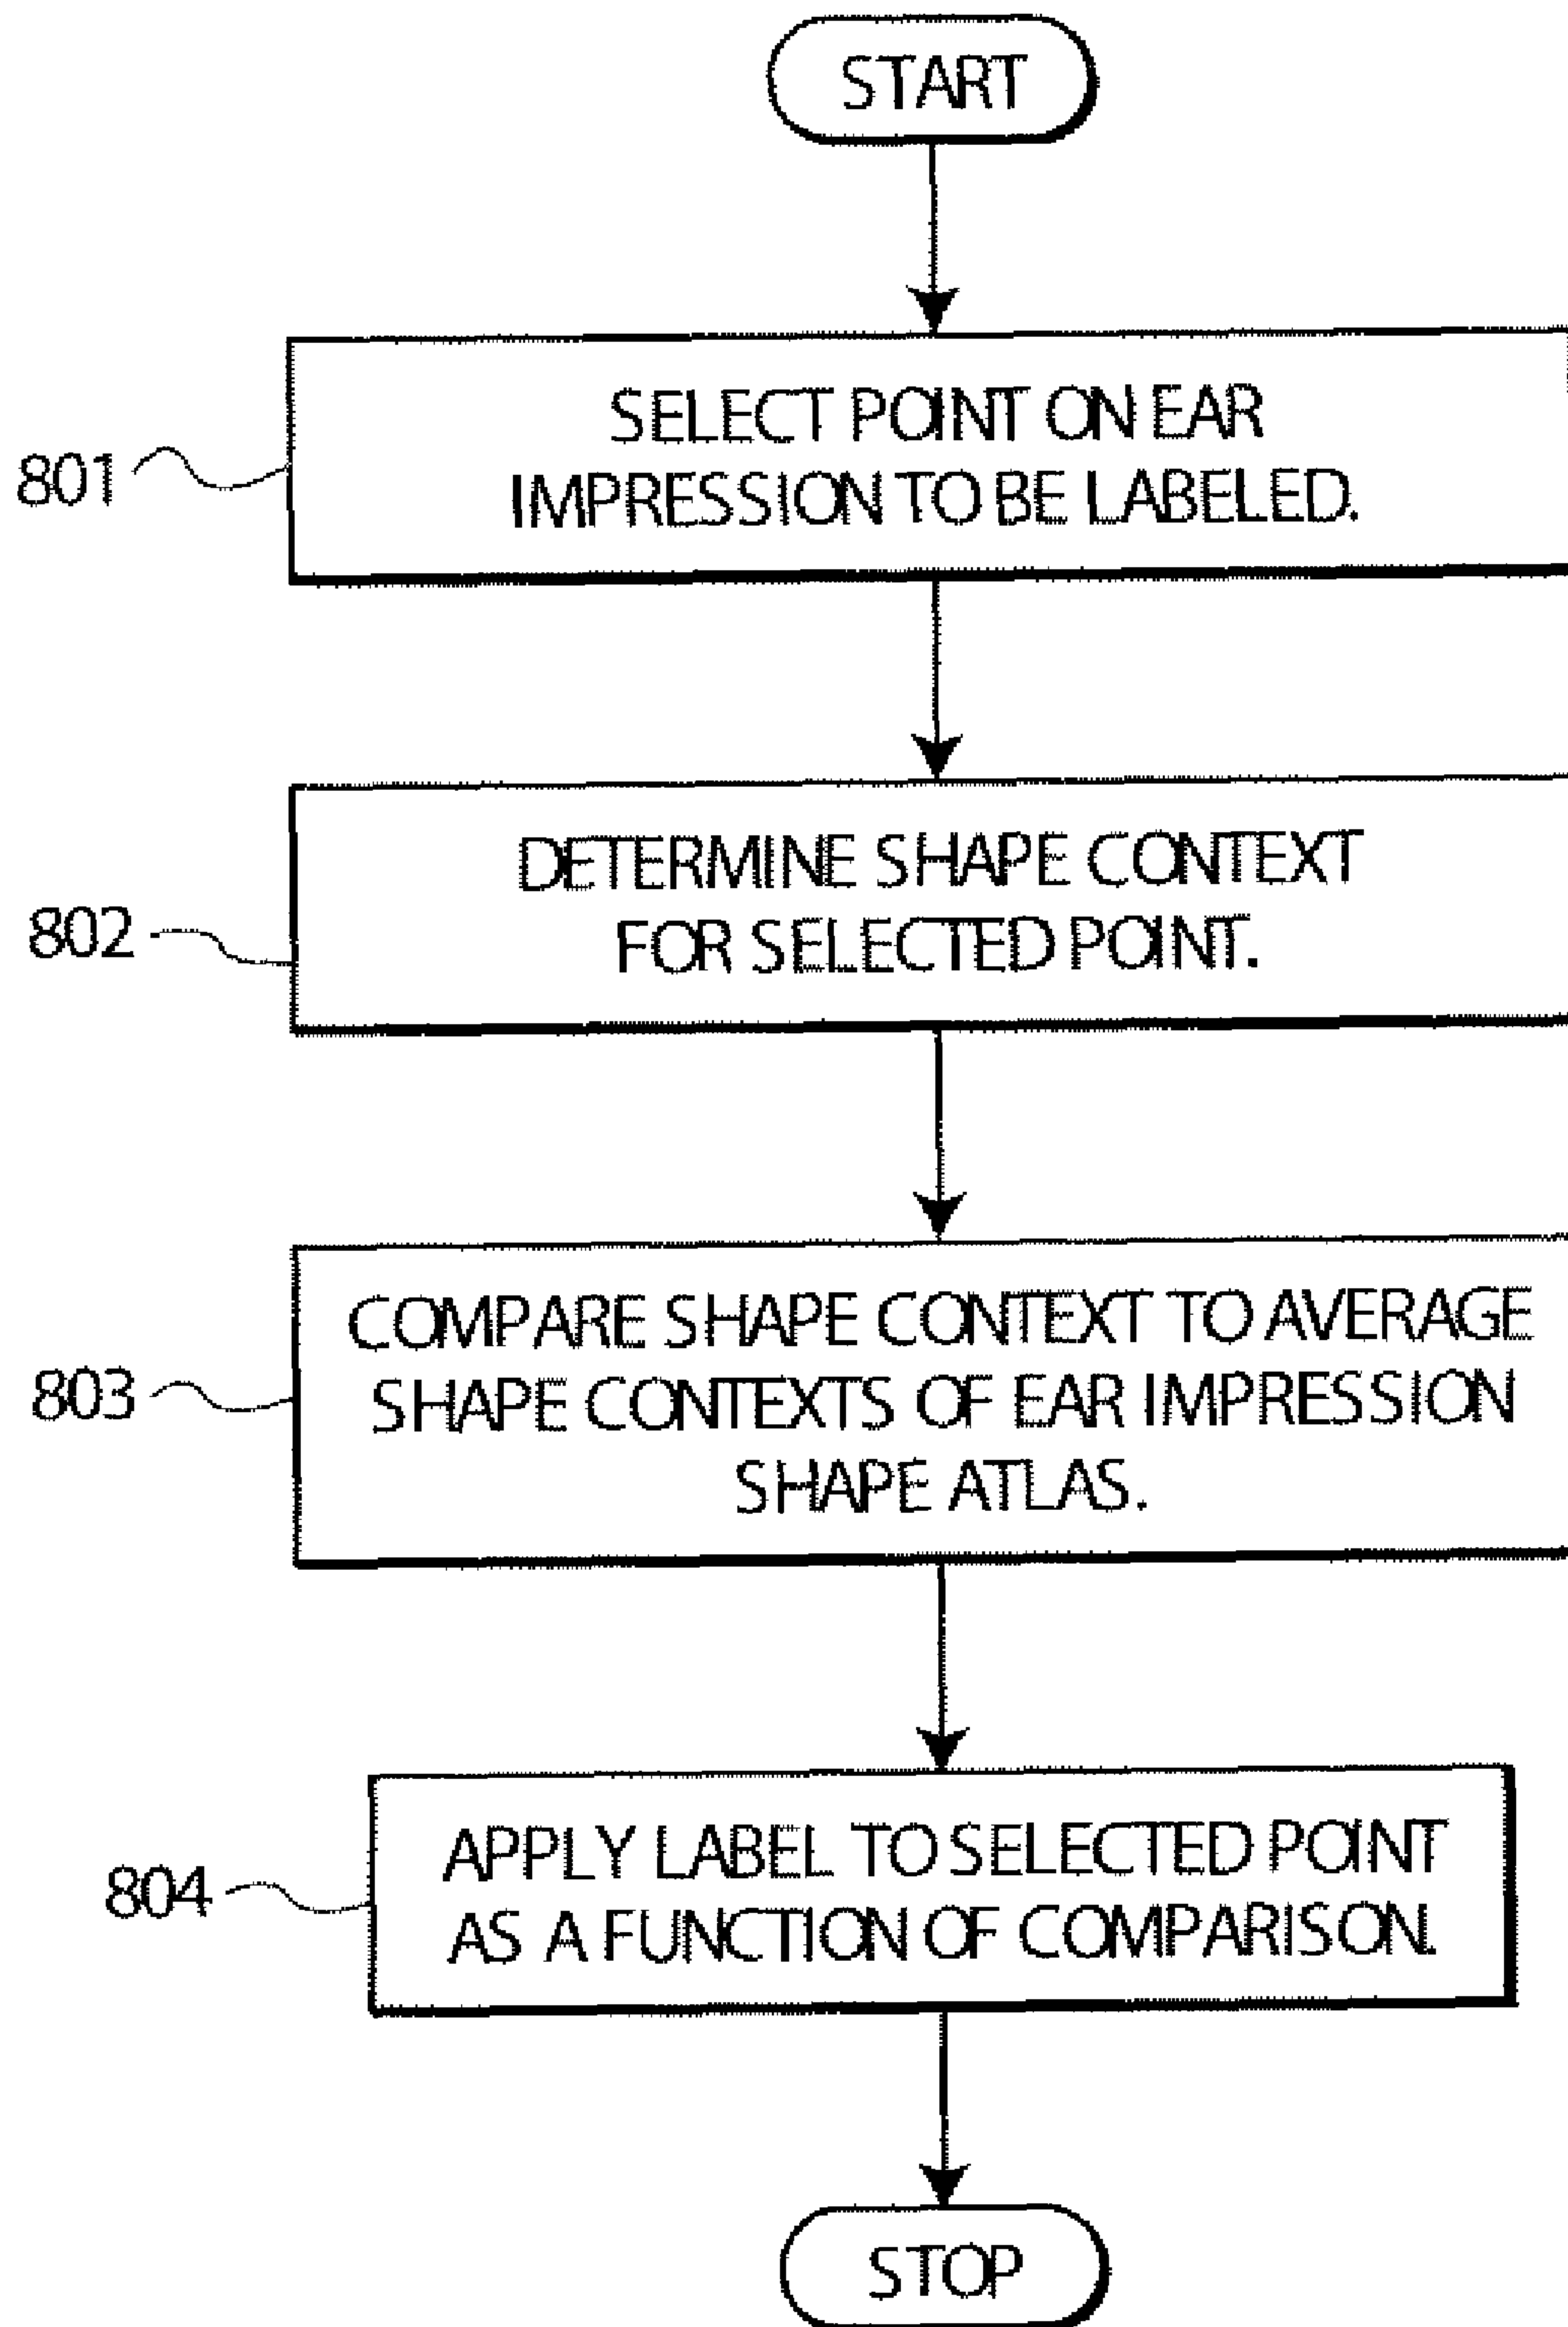 START
801
SELECT POINT ON EAR
IMPRESSION TO BE LABELED.
802
DETERMINE SHAPE CONTEXT
FOR SELECTED POINT.
803
COMPARE SHAPE CONTEXT TO AVERAGE
SHAPE CONTEXTS OF EAR IMPRESSION
SHAPE ATLAS.
804
APPLY LABEL TO SELECTED POINT
AS A FUNCTION OF COMPARISON.
STOP